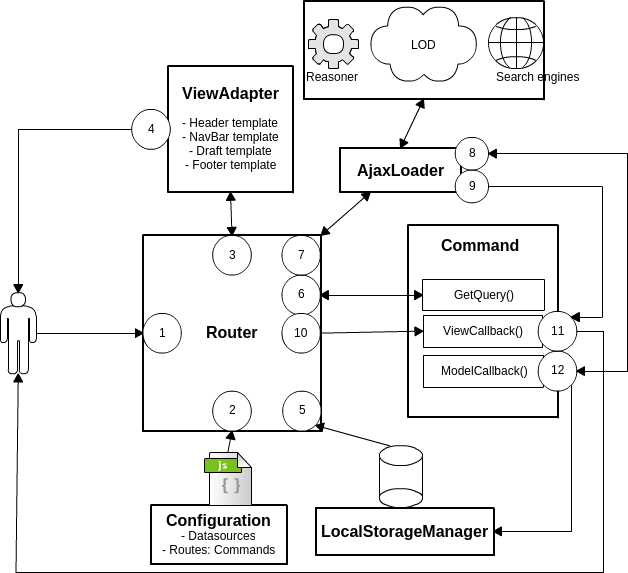 LOD
Reasoner
Search engines
ViewAdapter
- Header template
- NavBar template
- Draft template
- Footer template
4
AjaxLoader
8
9
Command
GetQuery()
ViewCallback()
11
ModelCallback()
12
3
7
6
1
Router
10
2
5
js
{ }
Configuration
- Datasources
- Routes: Commands
LocalStorageManager